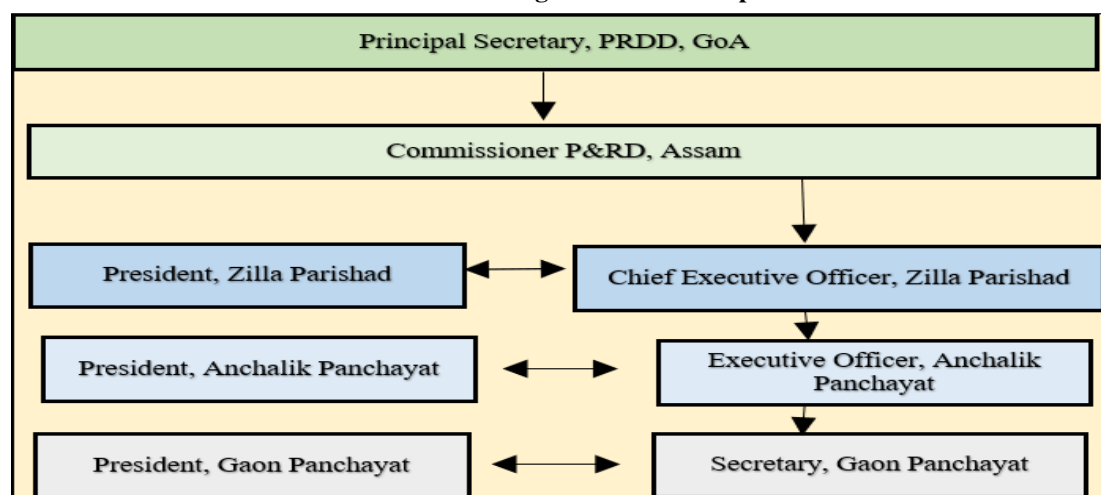 Principal Secretary, PRDD, GoA
Commissioner P&RD, Assam
President, Zilla Parishad
Chief Executive Officer, Zilla Parishad
President, Anchalik Panchayat
Executive Officer, Anchalik
Panchayat
President, Gaon Panchayat
Secretary, Gaon Panchayat